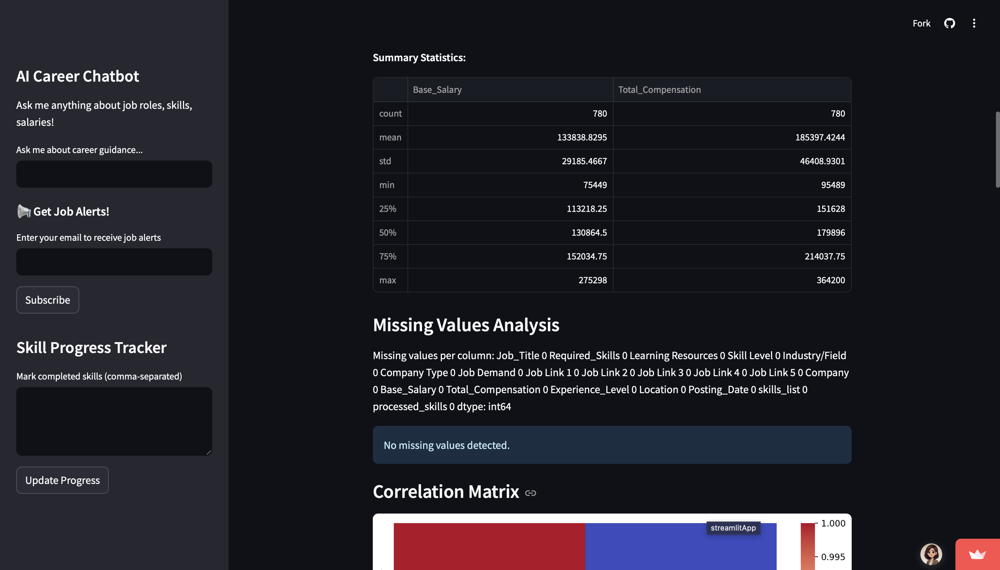 Fork
AI Career Chatbot
Ask me anything about job roles, skills,
salaries!
Ask me about career guidance...
Get Job Alerts!
Enter your email to receive job alerts
Subscribe
Skill Progress Tracker
Mark completed skills (comma-separated)
Update Progress
Summary Statistics:
Base_Salary Total_Compensation
count 780 780
mean 133838.8295 185397.4244
std 29185.4667 46408.9301
min 75449 95489
25% 113218.25 151628
50% 130864.5 179896
75% 152034.75 214037.75
max 275298 364200
Missing Values Analysis
Missing values per column: Job_Title 0 Required_Skills 0 Learning Resources 0 Skill Level 0 Industry/Field
0 Company Type 0 Job Demand 0 Job Link 1 0 Job Link 2 0 Job Link 3 0 Job Link 4 0 Job Link 5 0 Company
0 Base_Salary 0 Total_Compensation 0 Experience_Level 0 Location 0 Posting_Date 0 skills_list 0
processed_skills 0 dtype: int64
No missing values detected.
Correlation Matrix
streamlitApp
1.000
0.995